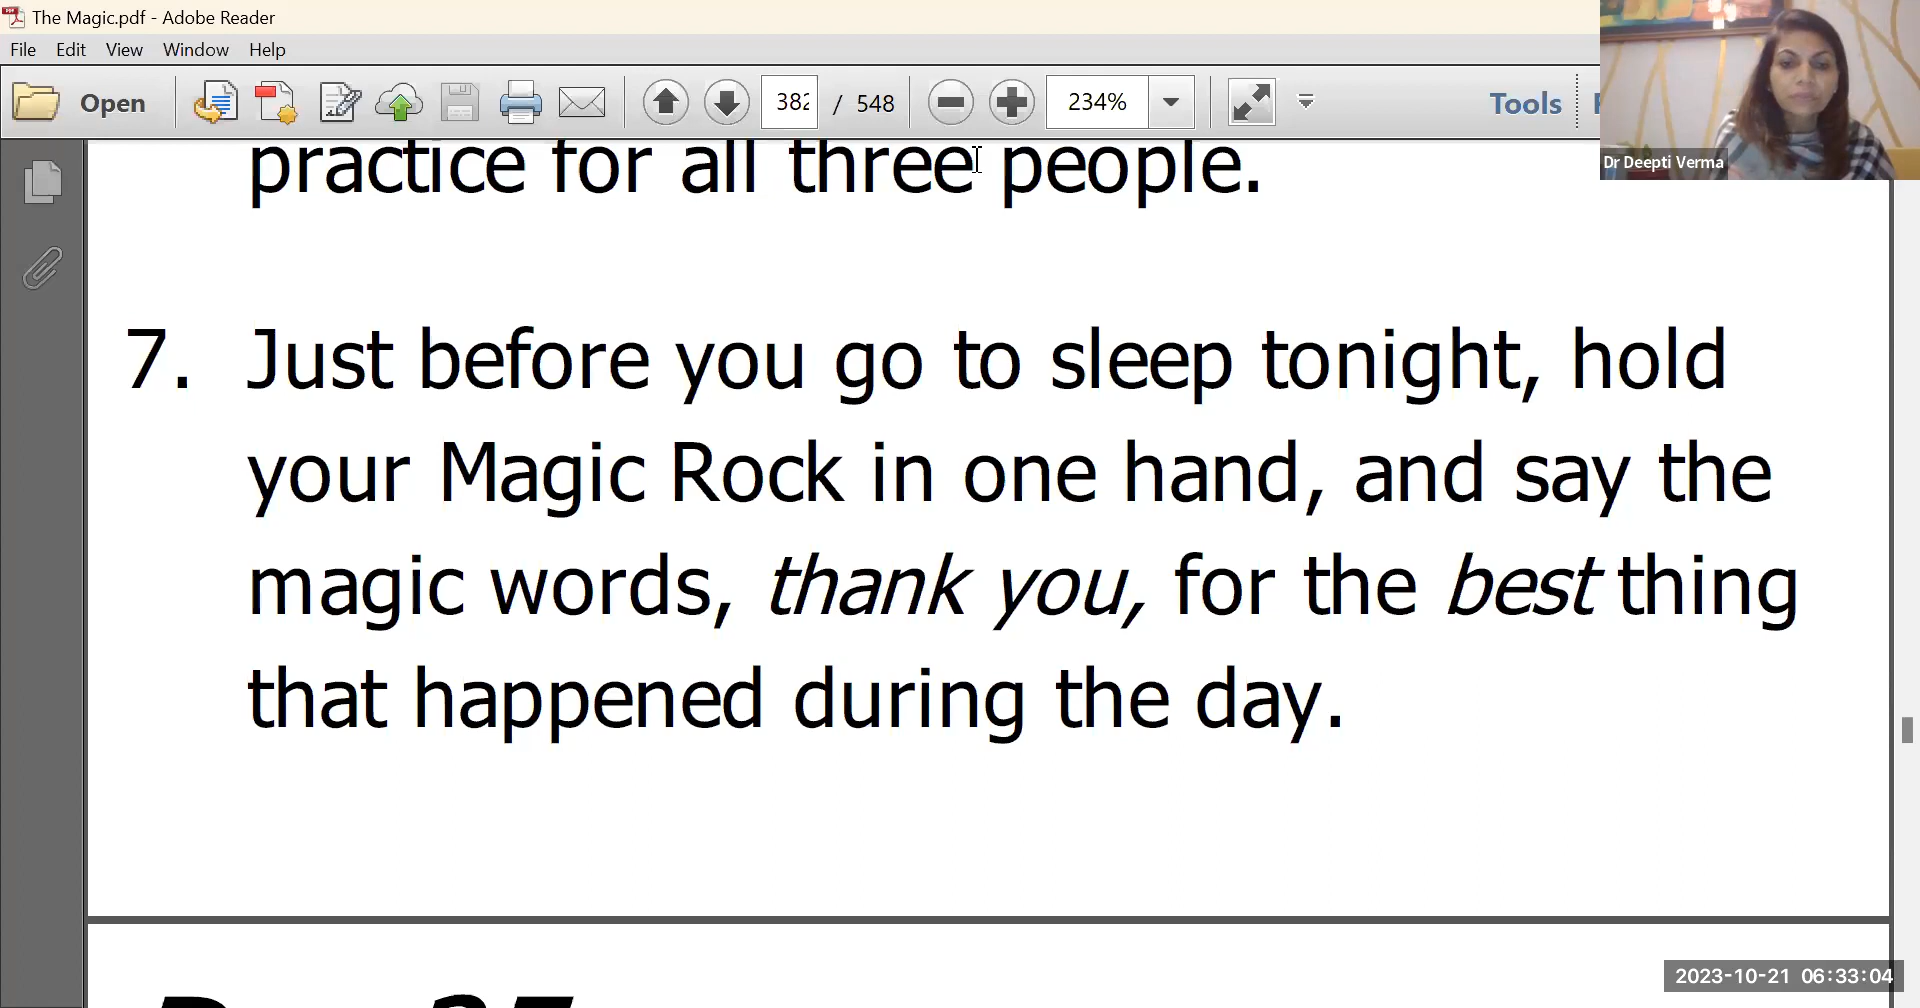 The Magic.pdf - Adobe Reader
File Edit View Window Help
Open 382 / 548 234% Tools
Dr Deepti Verma
practice for all three people.
7. Just before you go to sleep tonight, hold
your Magic Rock in one hand, and say the
magic words, thank you, for the best thing
that happened during the day.
2023-10-21 06:33:04